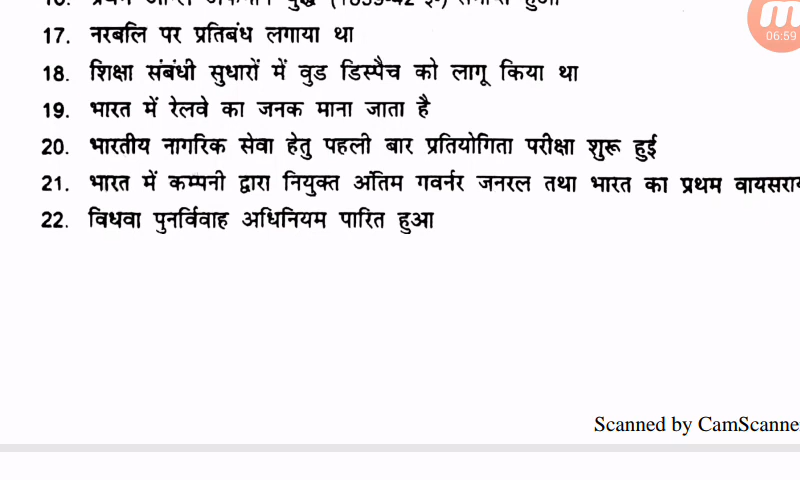 17. नरबलि पर प्रतिबंध लगाया था
18. शिक्षा संबंधी सुधारों में वुड डिस्पैच को लागू किया था
19. भारत में रेलवे का जनक माना जाता है
20. भारतीय नागरिक सेवा हेतु पहली बार प्रतियोगिता परीक्षा शुरू हुई
21. भारत में कम्पनी द्वारा नियुक्त अंतिम गवर्नर जनरल तथा भारत का प्रथम
22. विधवा पुनर्विवाह अधिनियम पारित हुआ
06:59
Scanned by